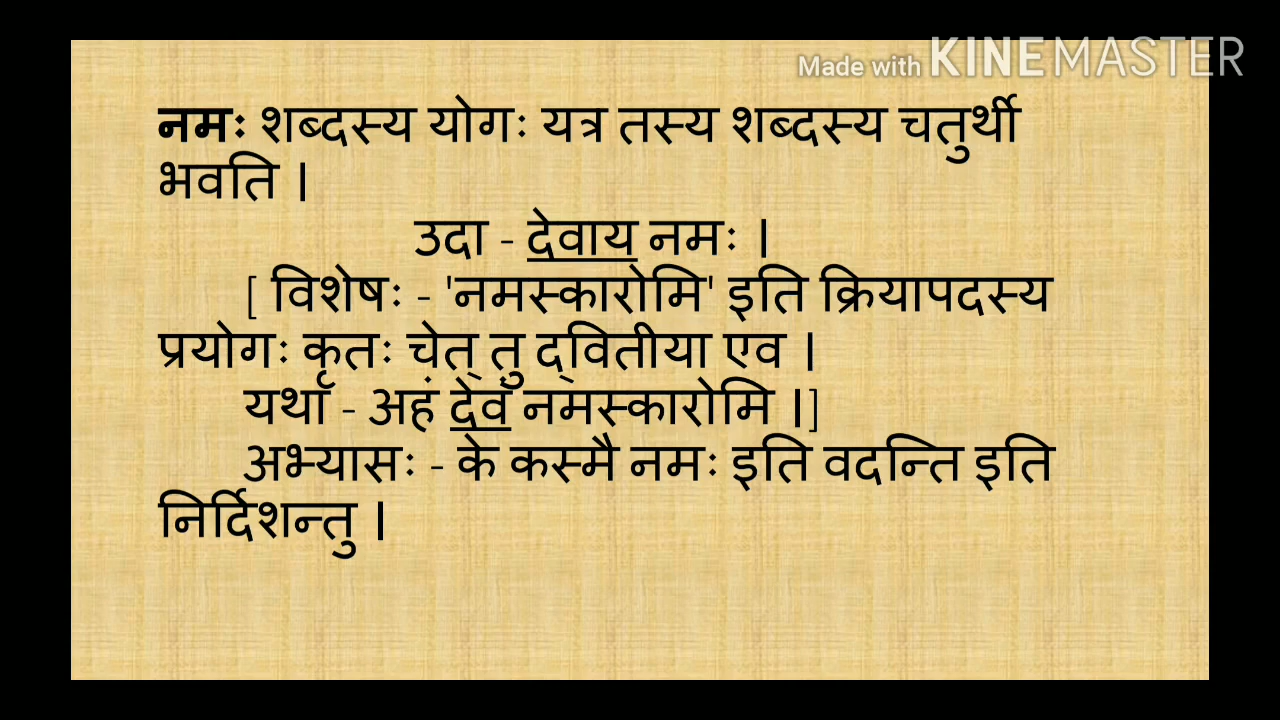 Made with KINEMASTER
नमः शब्दस्य योगः यत्र तस्य शब्दस्य चतुर्थी
भवति ।
उदा - देवाय नमः ।
[ विशेषः - 'नमस्कारोमि' इति क्रियापदस्य
प्रयोगः कृतः चेत् तु द्वितीया एव ।
यथा - अहं देवं नमस्कारोमि ।]
अभ्यासः - के कस्मै नमः इति वदन्ति इति
निर्दिशन्तु ।